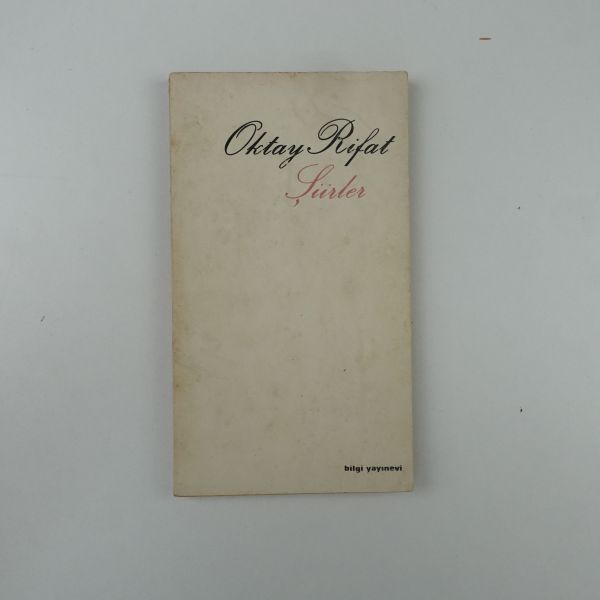 Oktay Rifat
Şiirler
bilgi yayınevi